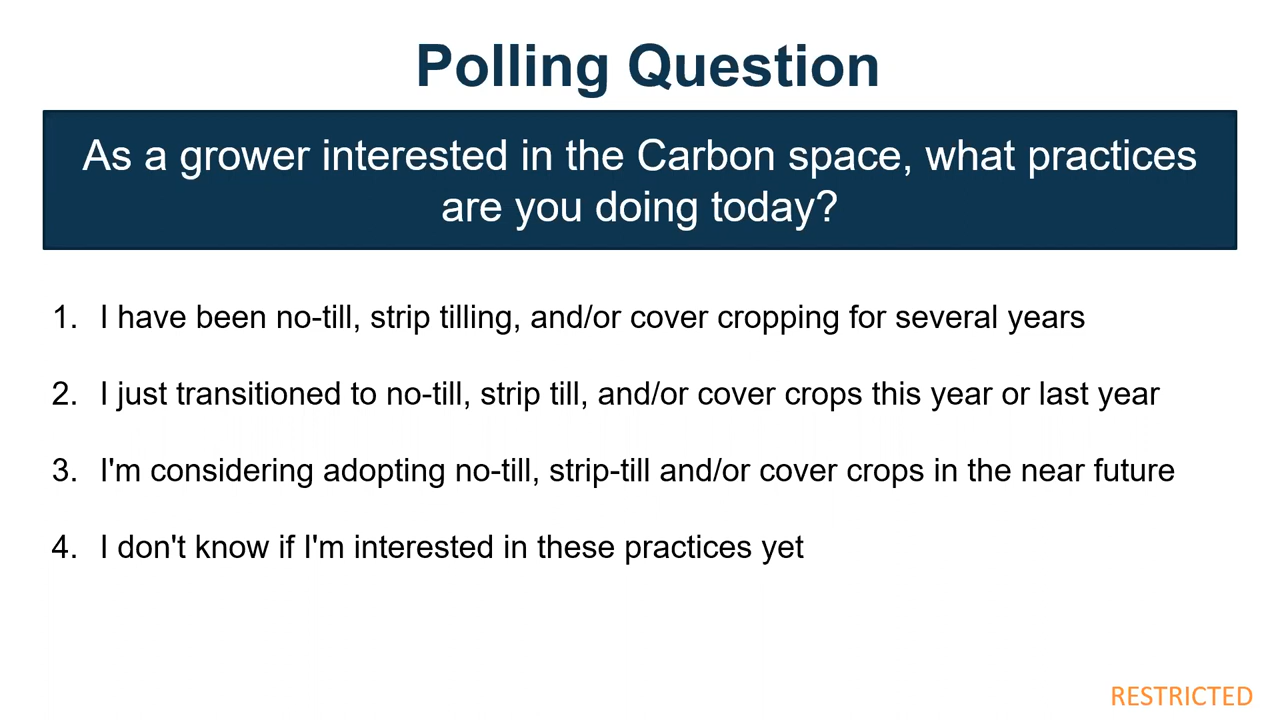 Polling Question
As a grower interested in the Carbon space, what practices
are you doing today?
1. I have been no-till, strip tilling, and/or cover cropping for several years
2. I just transitioned to no-till, strip till, and/or cover crops this year or last year
3. I'm considering adopting no-till, strip-till and/or cover crops in the near future
4. I don't know if I'm interested in these practices yet
RESTRICTED